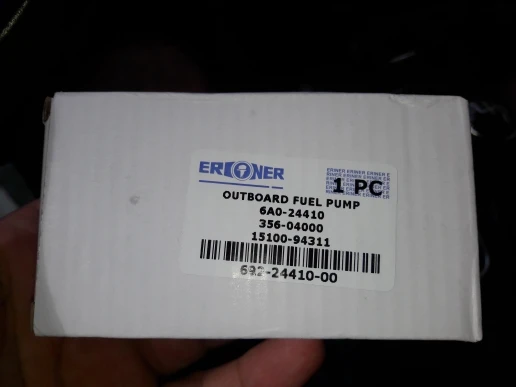 ERINER
1 PC
OUTBOARD FUEL PUMP
6A0-24410
356-04000
15100-94311
692-24410-00